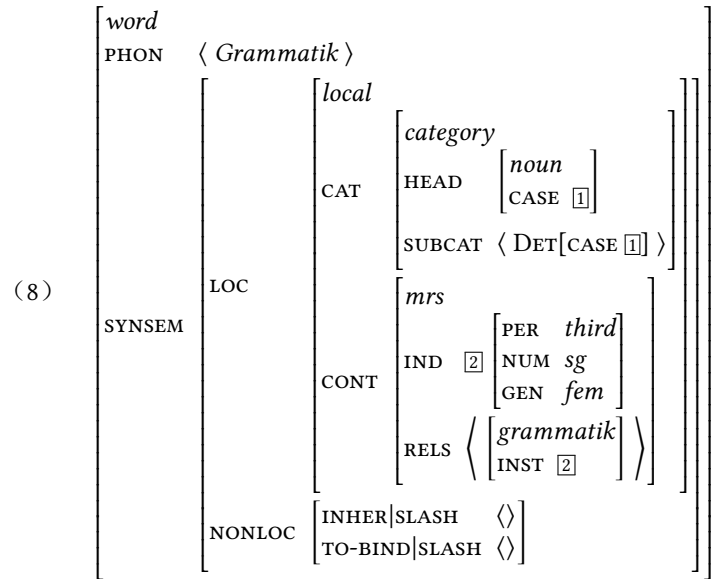 word
PHON ⟨ Grammatik ⟩
local
category
HEAD noun
CAT
CASE 1
SUBCAT ⟨ DET[CASE 1] ⟩
LOC
(8)
mrs
SYNSEM
PER third
IND 2 NUM sg
CONT
GEN fem
grammatik
RELS ⟨ ⟩
INST 2
INHER|SLASH ⟨⟩
NONLOC
TO-BIND|SLASH ⟨⟩